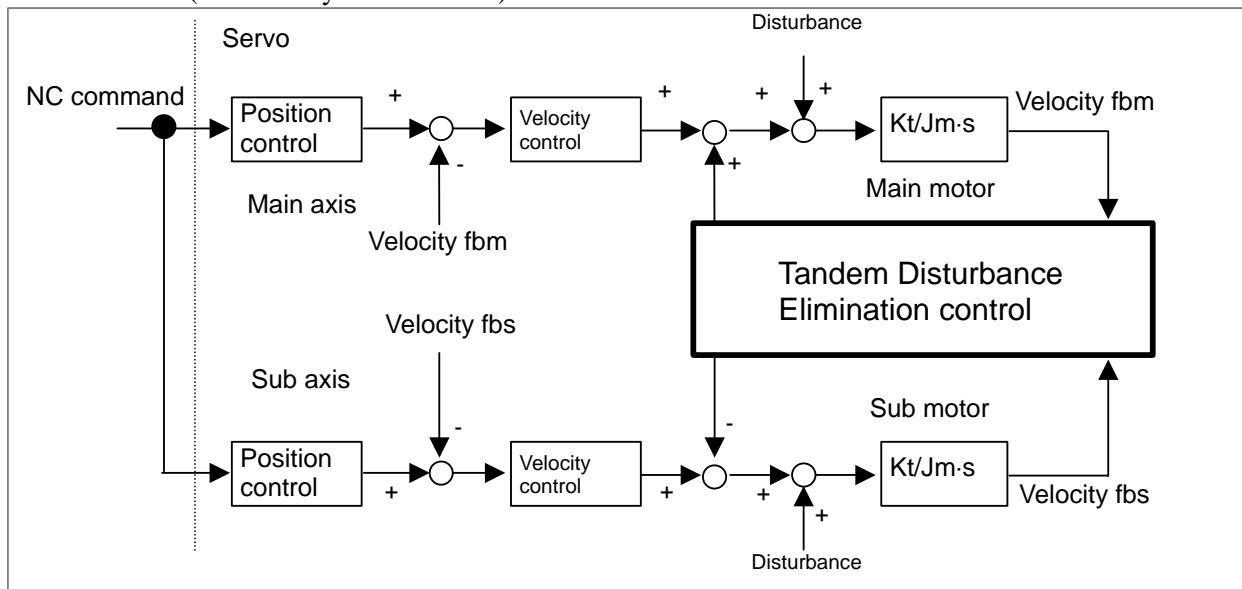 Servo
Disturbance
NC command
+
+
+
+
Velocity fbm
Position
control
Velocity
control
Kt/Jm·s
-
+
Main axis
Main motor
Velocity fbm
Tandem Disturbance
Elimination control
Velocity fbs
Sub axis
Sub motor
-
-
Position
control
Velocity
control
Kt/Jm·s
+
+
+
+
Velocity fbs
Disturbance